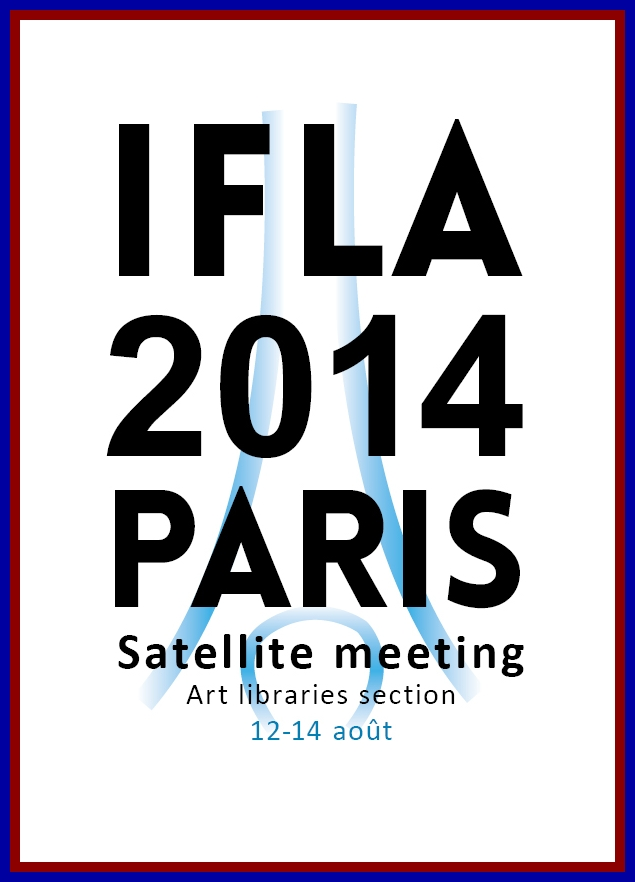 IFLA
2014
PARIS
Satellite meeting
Art libraries section
12-14 août